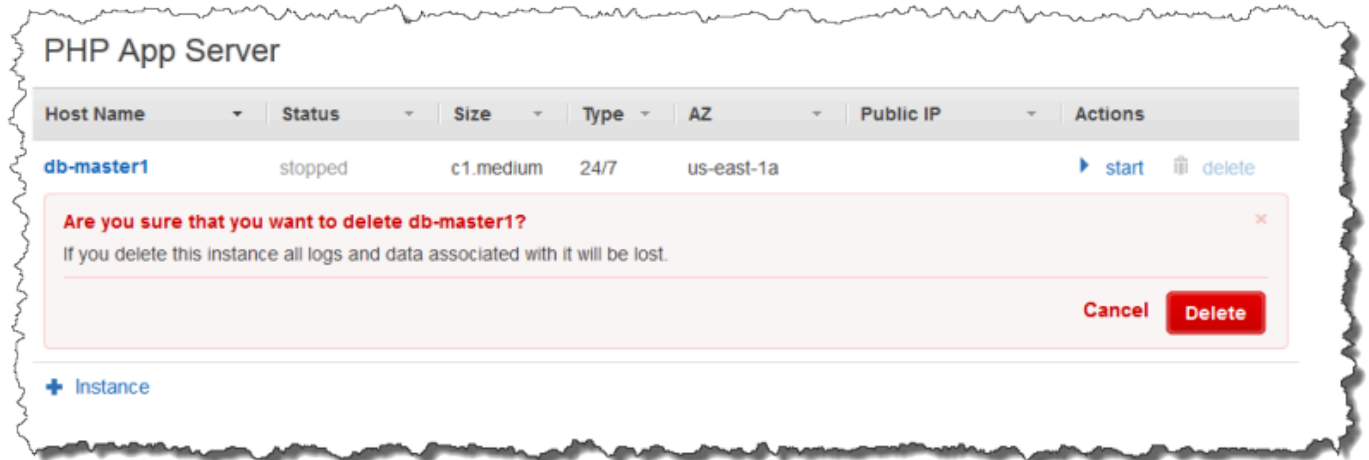 PHP App Server
Host Name Status Size Type AZ Public IP Actions
db-master1 stopped c1.medium 24/7 us-east-1a start delete
Are you sure that you want to delete db-master1?
If you delete this instance all logs and data associated with it will be lost.
Cancel Delete
Instance